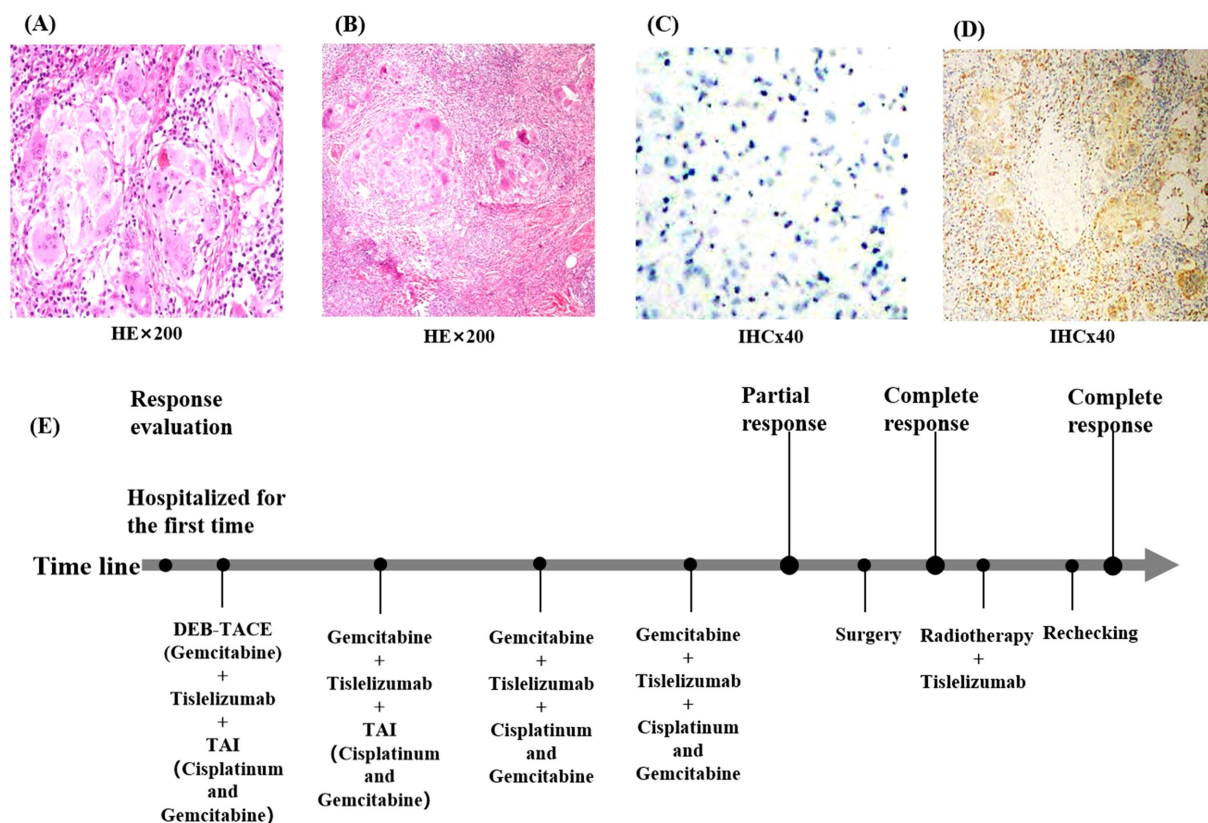 (A)
(B)
(C)
(D)
HE×200
HE×200
IHCx40
IHCx40
(E)
Response
evaluation
Partial
response
Complete
response
Complete
response
Hospitalized for
the first time
Time line
DEB-TACE
(Gemcitabine)
+
Tislelizumab
+
TAI
(Cisplatinum
and
Gemcitabine)
Gemcitabine
+
Tislelizumab
+
TAI
(Cisplatinum
and
Gemcitabine)
Gemcitabine
+
Tislelizumab
+
Cisplatinum
and
Gemcitabine
Gemcitabine
+
Tislelizumab
+
Cisplatinum
and
Gemcitabine
Surgery
Radiotherapy
+
Tislelizumab
Rechecking